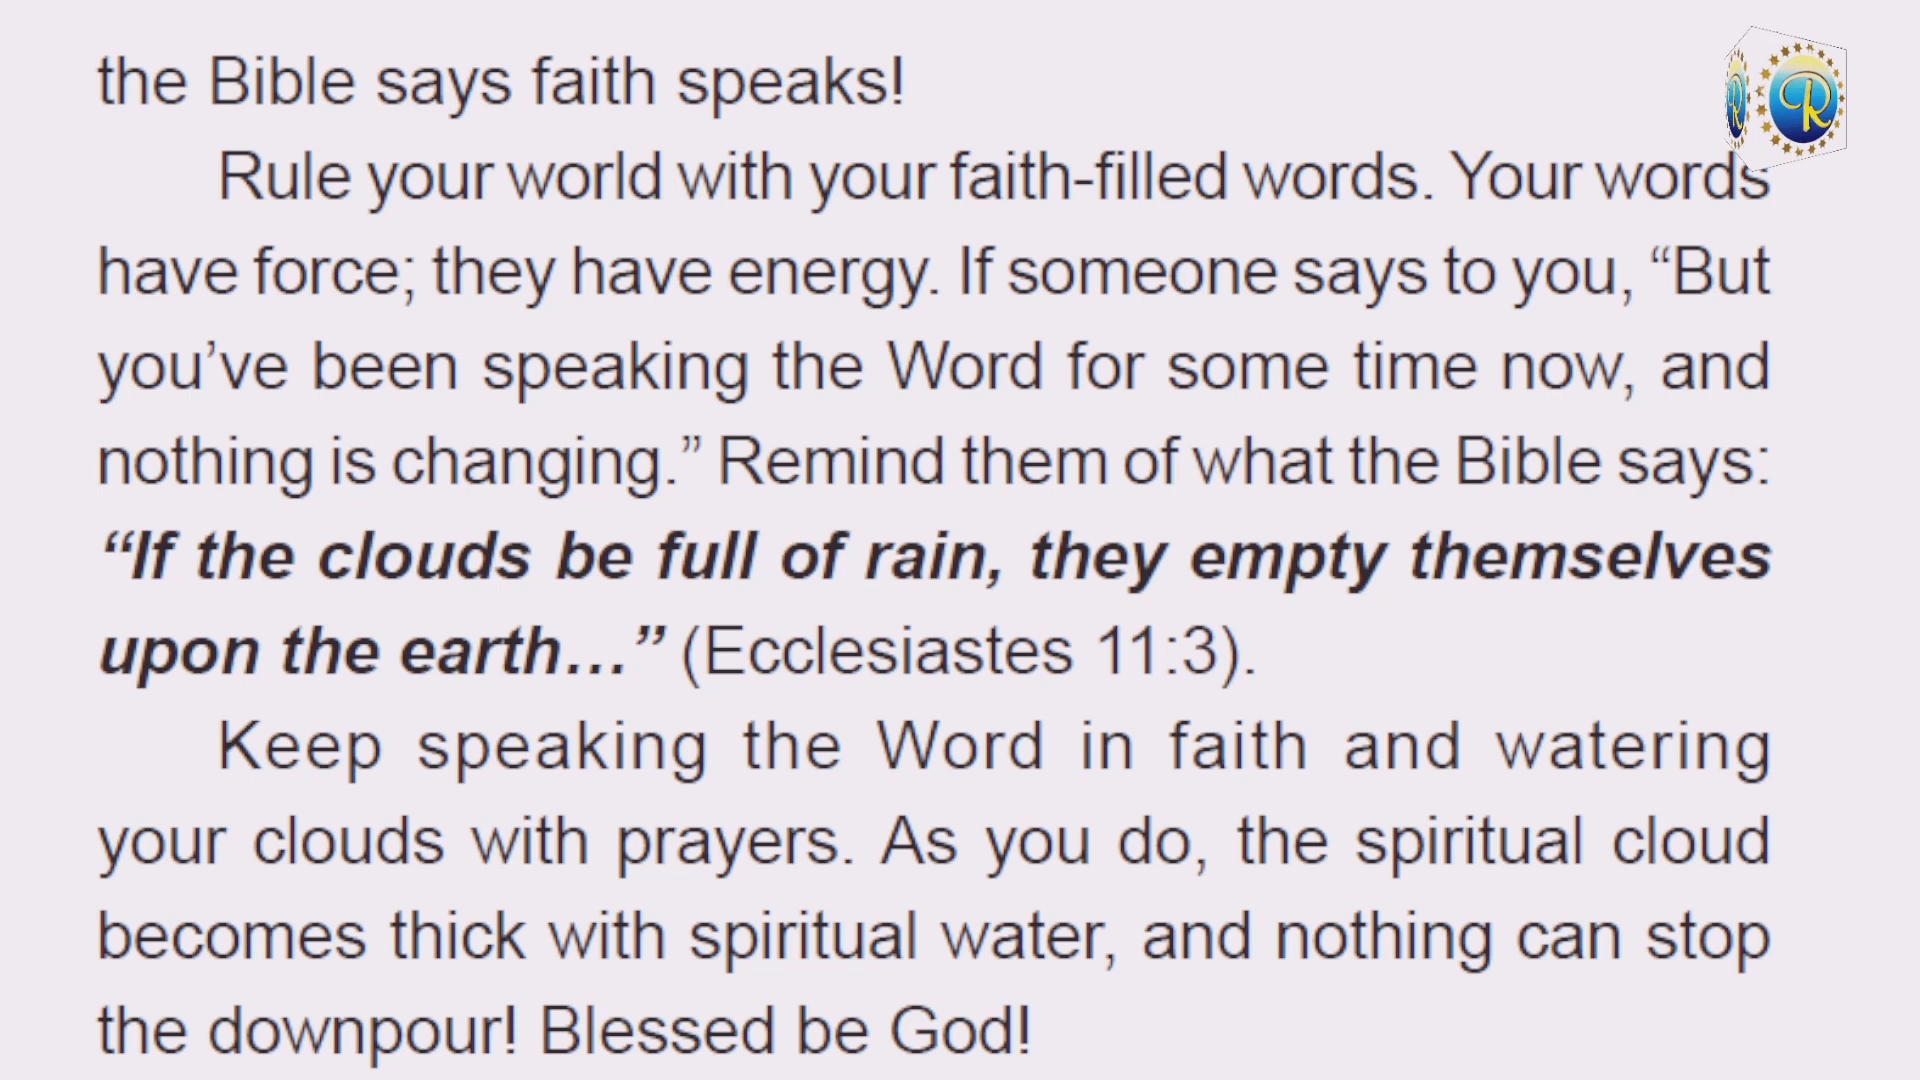 the Bible says faith speaks!
Rule your world with your faith-filled words. Your words
have force; they have energy. If someone says to you, “But
you’ve been speaking the Word for some time now, and
nothing is changing.” Remind them of what the Bible says:
“If the clouds be full of rain, they empty themselves
upon the earth…” (Ecclesiastes 11:3).
Keep speaking the Word in faith and watering
your clouds with prayers. As you do, the spiritual cloud
becomes thick with spiritual water, and nothing can stop
the downpour! Blessed be God!
R
R